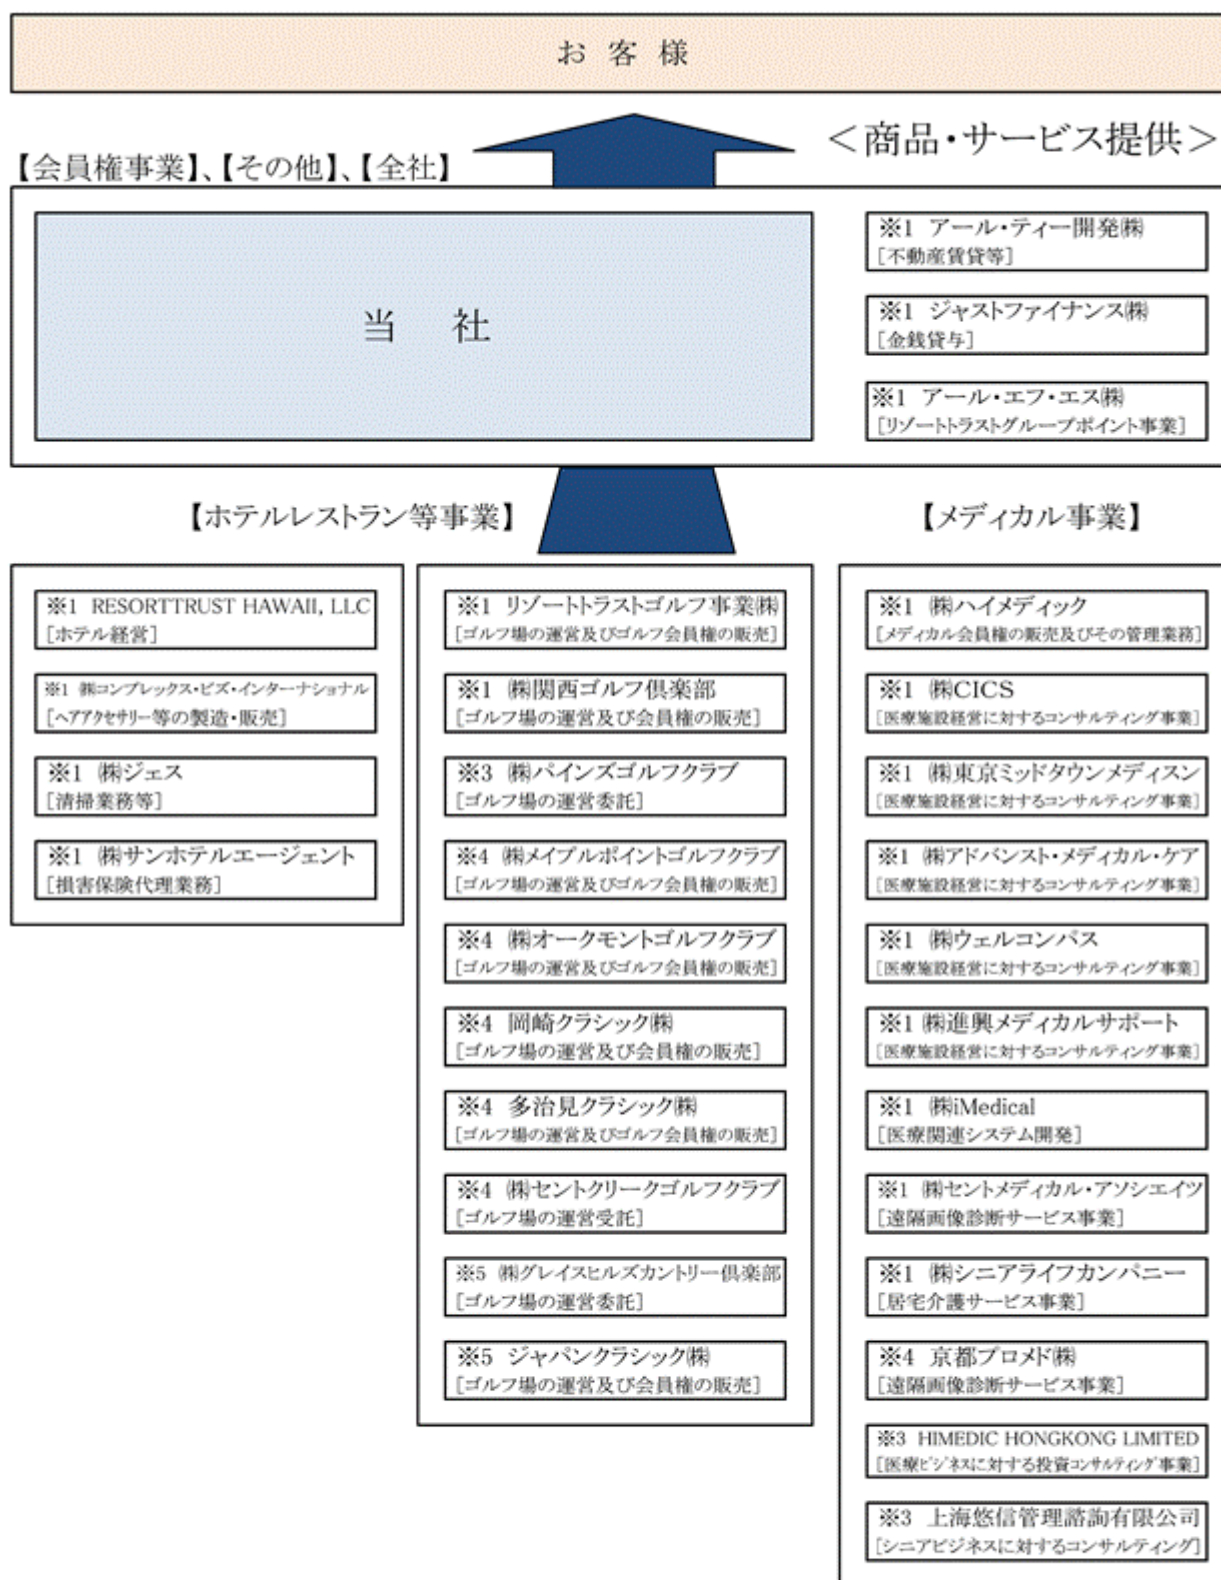 お 客 様
＜商品・サービス提供＞
【会員権事業】、【その他】、【全社】
当　社
※1 アール・ティー開発㈱
［不動産賃貸等］
※1 ジャストファイナンス㈱
［金銭貸与］
※1 アール・エフ・エス㈱
［リゾートトラストグループポイント事業］
【ホテルレストラン等事業】
※1 RESORTTRUST HAWAII, LLC
［ホテル経営］
※1 ㈱コンプレックス・ビズ・インターナショナル
［ヘアアクセサリー等の製造・販売］
※1 ㈱ジェス
［清掃業務等］
※1 ㈱サンホテルエージェント
［損害保険代理業務］
※1 リゾートトラストゴルフ事業㈱
［ゴルフ場の運営及びゴルフ会員権の販売］
※1 ㈱関西ゴルフ倶楽部
［ゴルフ場の運営及び会員権の販売］
※3 ㈱パインズゴルフクラブ
［ゴルフ場の運営委託］
※4 ㈱メイプルポイントゴルフクラブ
［ゴルフ場の運営及びゴルフ会員権の販売］
※4 ㈱オークモントゴルフクラブ
［ゴルフ場の運営及びゴルフ会員権の販売］
※4 岡崎クラシック㈱
［ゴルフ場の運営及び会員権の販売］
※4 多治見クラシック㈱
［ゴルフ場の運営及びゴルフ会員権の販売］
※4 ㈱セントクリークゴルフクラブ
［ゴルフ場の運営受託］
※5 ㈱グレイスヒルズカントリー倶楽部
［ゴルフ場の運営委託］
※5 ジャパンクラシック㈱
［ゴルフ場の運営及び会員権の販売］
【メディカル事業】
※1 ㈱ハイメディック
［メディカル会員権の販売及びその管理業務］
※1 ㈱CICS
［医療施設経営に対するコンサルティング事業］
※1 ㈱東京ミッドタウンメディスン
［医療施設経営に対するコンサルティング事業］
※1 ㈱アドバンスト・メディカル・ケア
［医療施設経営に対するコンサルティング事業］
※1 ㈱ウェルコンパス
［医療施設経営に対するコンサルティング事業］
※1 ㈱進興メディカルサポート
［医療施設経営に対するコンサルティング事業］
※1 ㈱iMedical
［医療関連システム開発］
※1 ㈱セントメディカル・アソシエイツ
［遠隔画像診断サービス事業］
※1 ㈱シニアライフカンパニー
［居宅介護サービス事業］
※4 京都プロメド㈱
［遠隔画像診断サービス事業］
※3 HIMEDIC HONGKONG LIMITED
［医療ビジネスに対する投資コンサルティング事業］
※3 上海悠信管理諮詢有限公司
［シニアビジネスに対するコンサルティング］